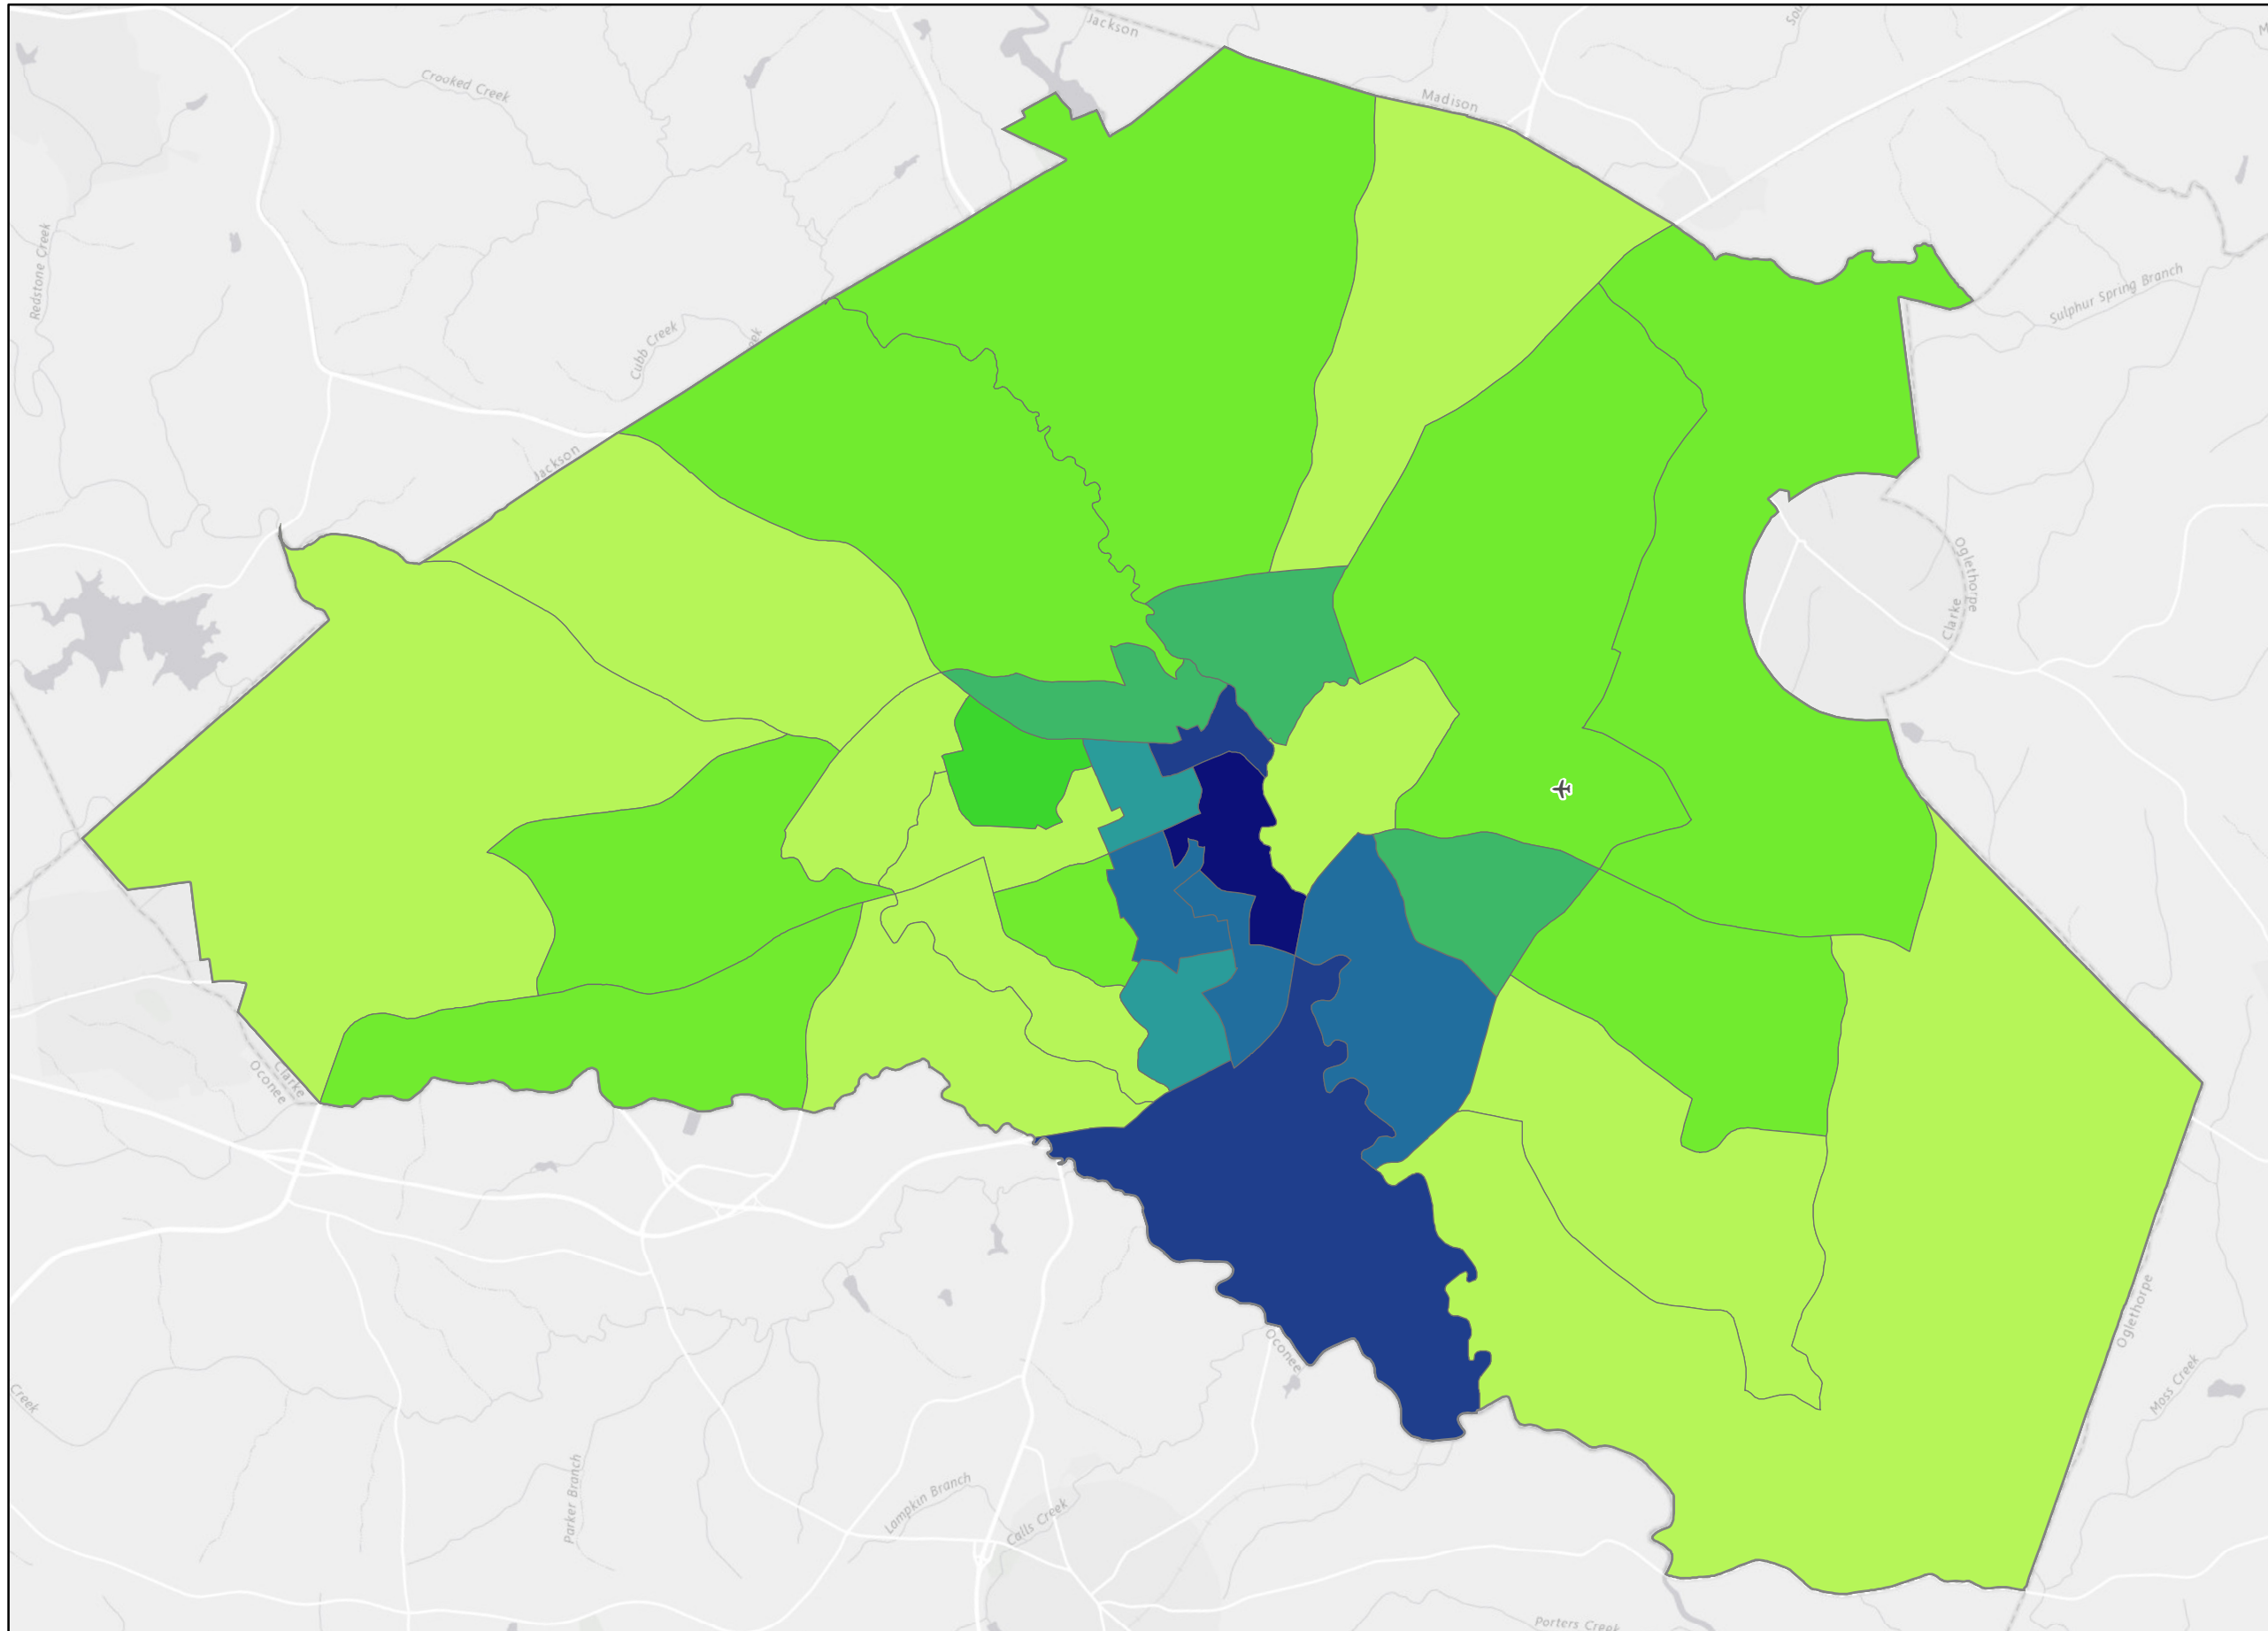 Jackson
Crooked Creek
Madison
Redstone Creek
Sulphur Spring Branch
Cubb Creek
Jackson
Oglethorpe
Clarke
Clarke
Oconee
Oglethorpe
Oconee
Moss Creek
Creek
Parker Branch
Lampkin Branch
Calls Creek
Porters Creek